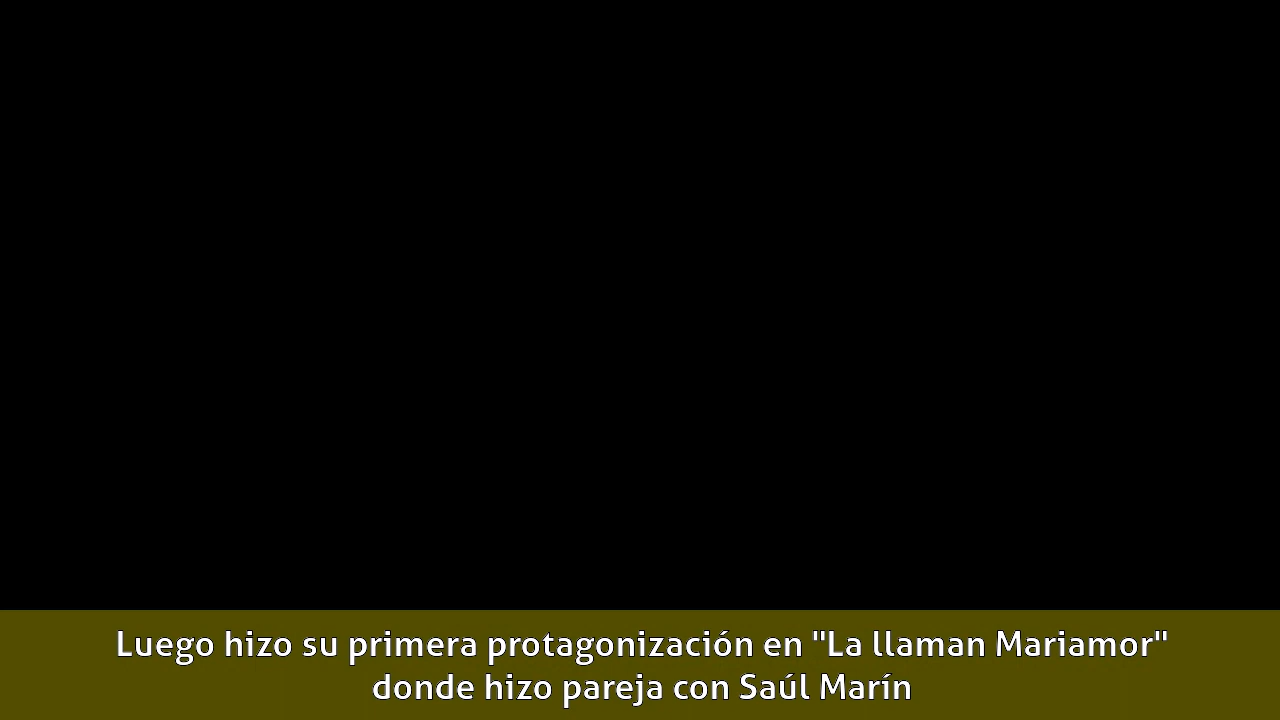 Luego hizo su primera protagonización en "La llaman Mariamor"
donde hizo pareja con Saúl Marín